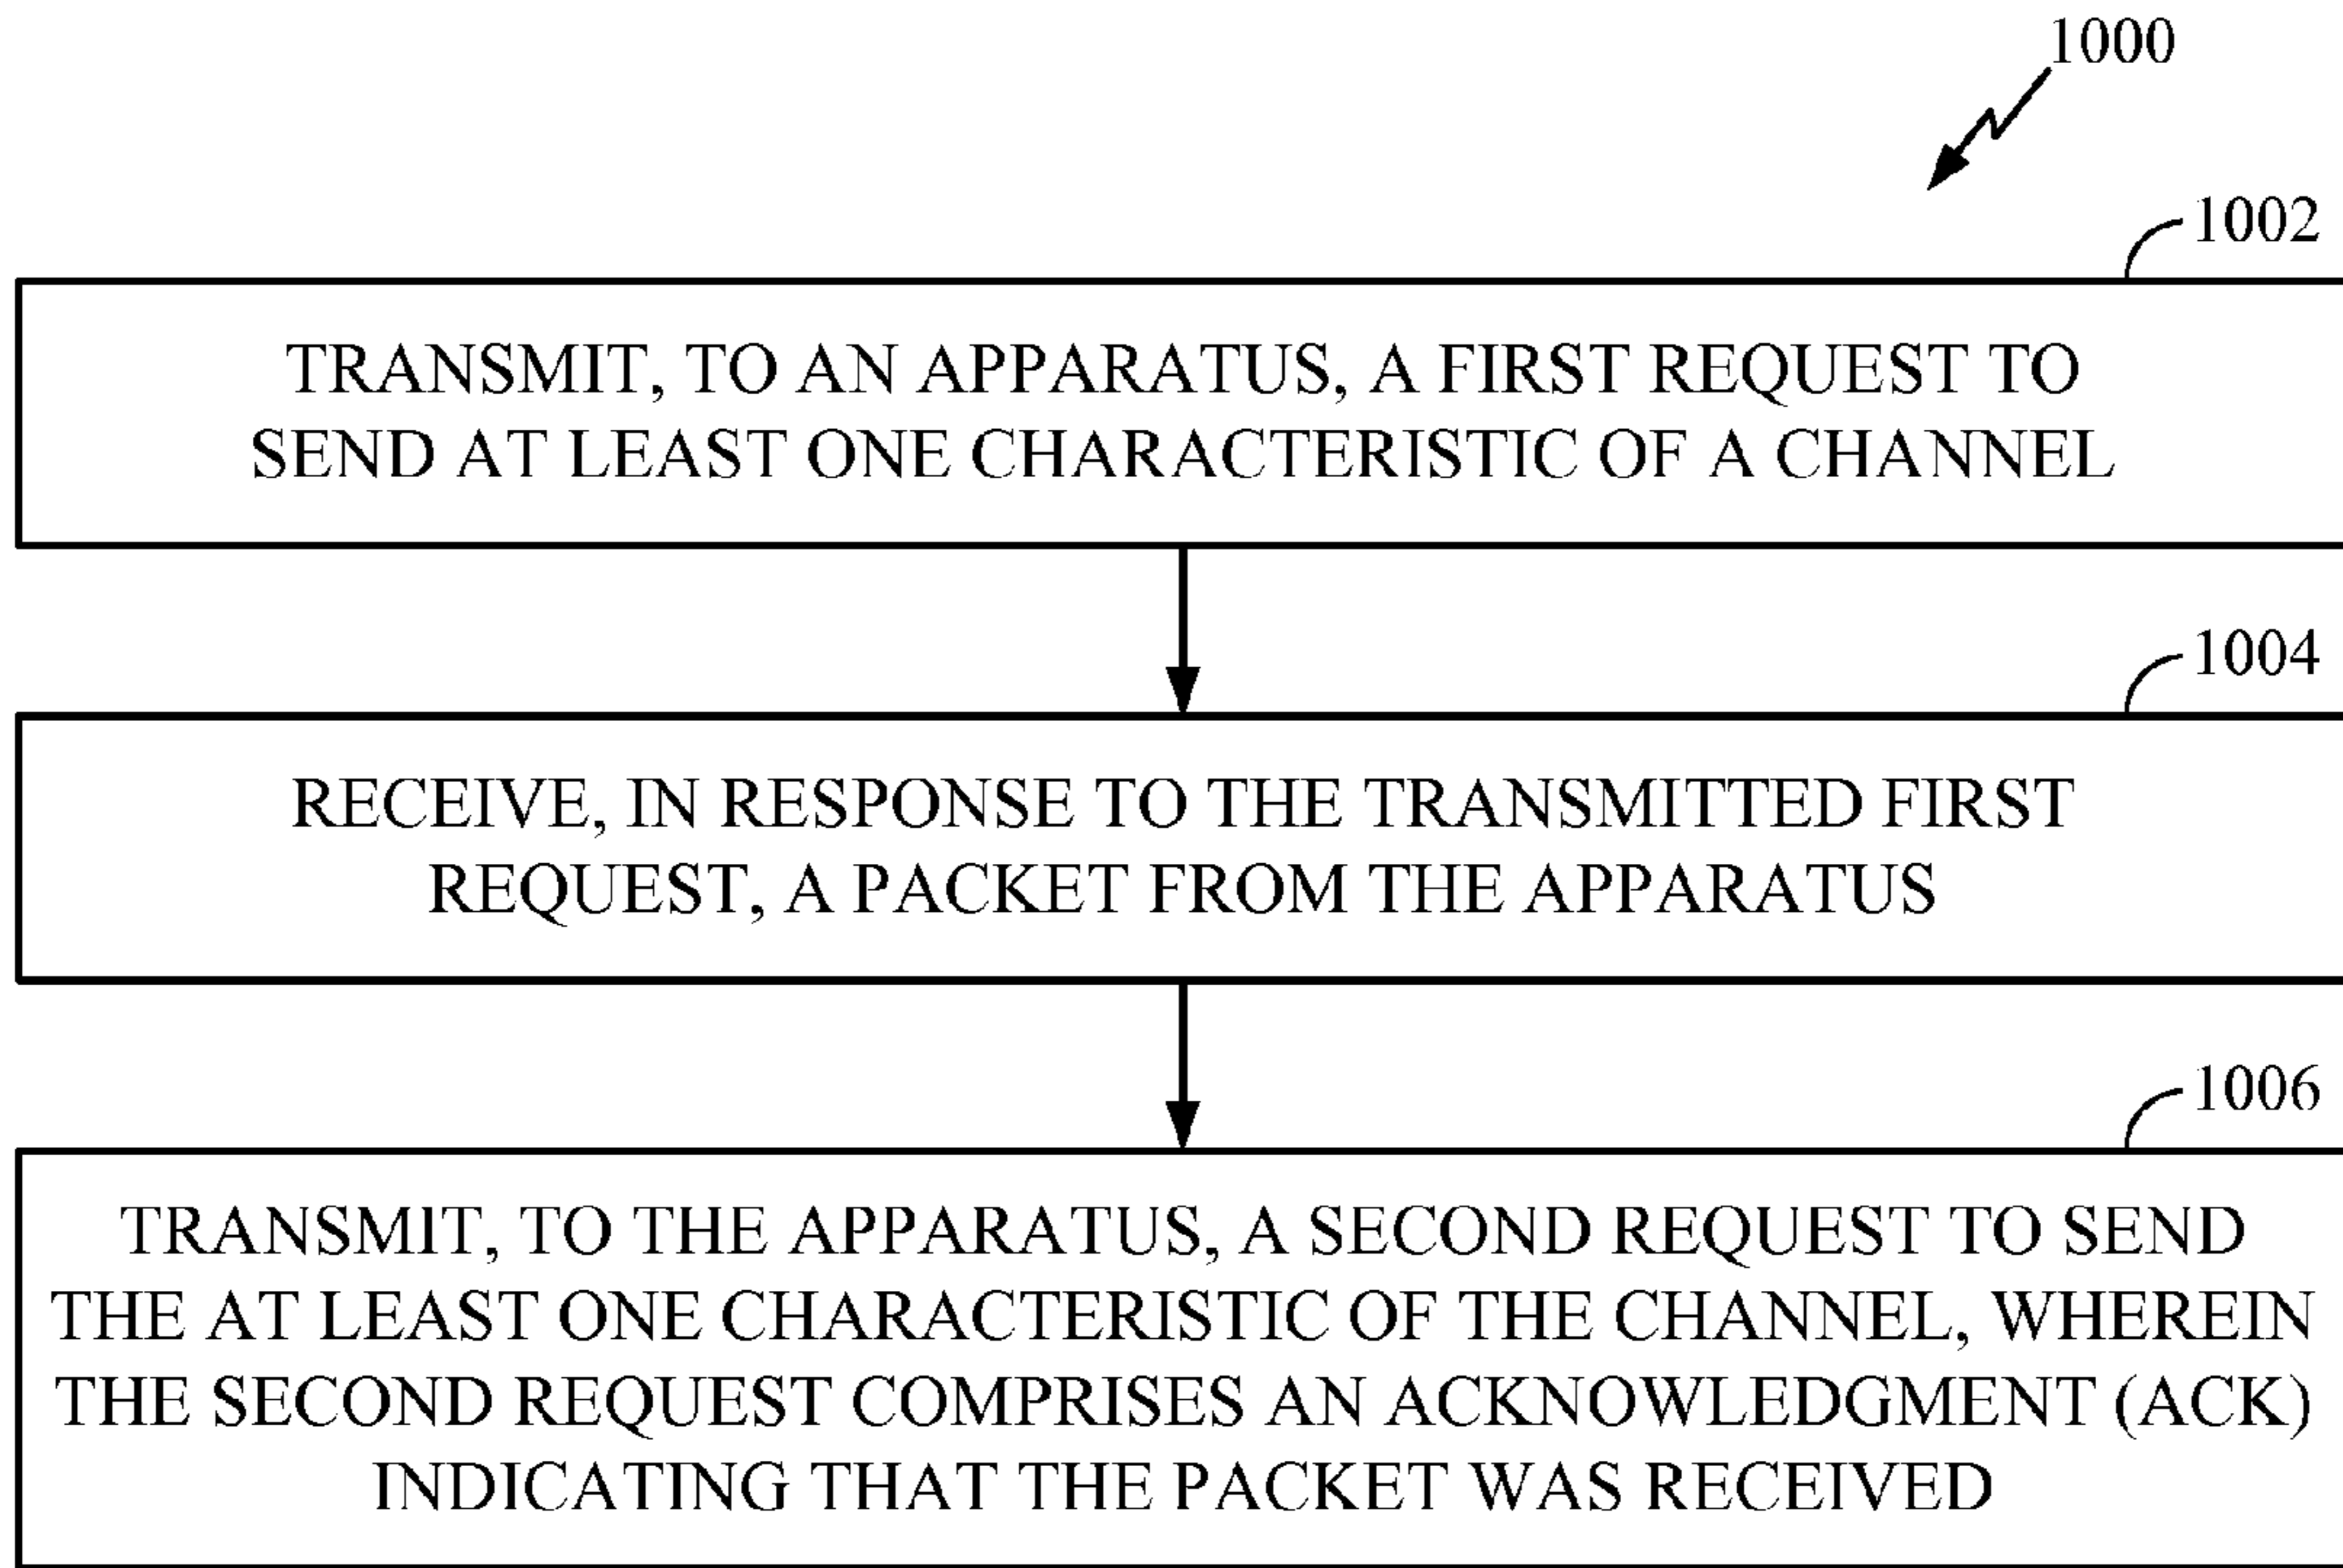 1000
1002
TRANSMIT, TO AN APPARATUS, A FIRST REQUEST TO
SEND AT LEAST ONE CHARACTERISTIC OF A CHANNEL
1004
RECEIVE, IN RESPONSE TO THE TRANSMITTED FIRST
REQUEST, A PACKET FROM THE APPARATUS
1006
TRANSMIT, TO THE APPARATUS, A SECOND REQUEST TO SEND
THE AT LEAST ONE CHARACTERISTIC OF THE CHANNEL, WHEREIN
THE SECOND REQUEST COMPRISES AN ACKNOWLEDGMENT (ACK)
INDICATING THAT THE PACKET WAS RECEIVED